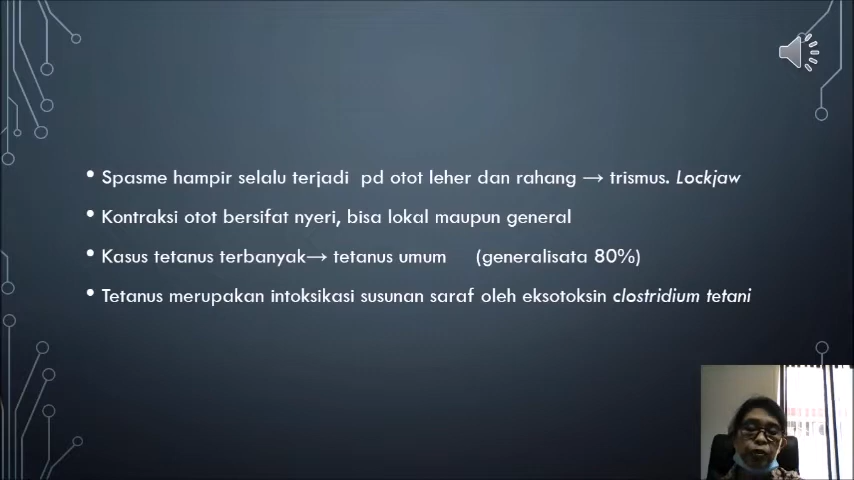 • Spasme hampir selalu terjadi pd otot leher dan rahang → trismus. Lockjaw
• Kontraksi otot bersifat nyeri, bisa lokal maupun general
• Kasus tetanus terbanyak→ tetanus umum (generalisata 80%)
• Tetanus merupakan intoksikasi susunan saraf oleh eksotoksin clostridium tetani